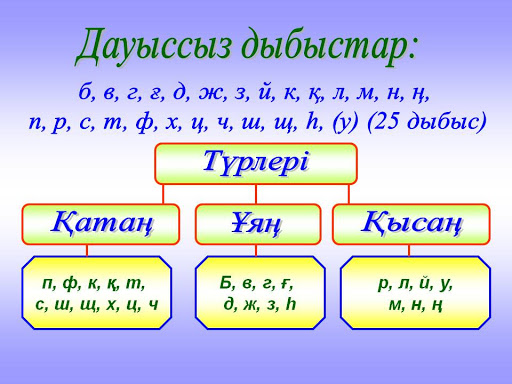 Дауыссыз дыбыстар:
б, в, г, ғ, д, ж, з, й, к, қ, л, м, н, ң,
п, р, с, т, ф, х, ц, ч, ш, щ, һ, (у) (25 дыбыс)
Түрлері
Қатаң
Ұяң
Қысаң
п, ф, к, қ, т,
с, ш, щ, х, ц, ч
Б, в, г, ғ,
д, ж, з, һ
р, л, й, у,
м, н, ң